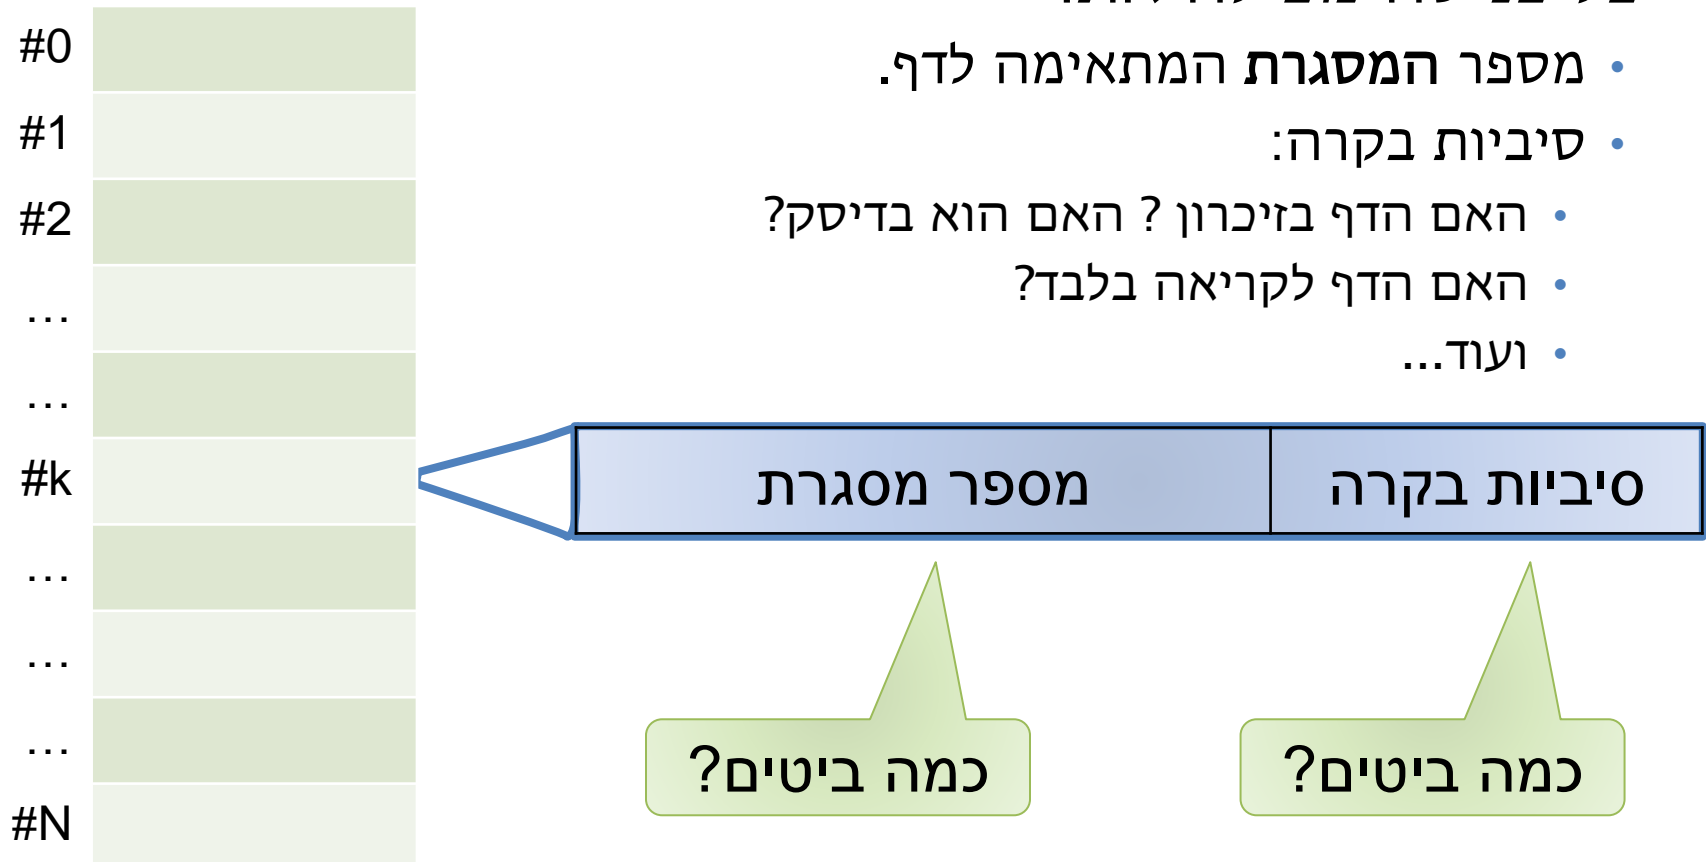 • מספר המסגרת המתאימה לדף.
• סיביות בקרה:
• האם הדף בזיכרון ? האם הוא בדיסק?
• האם הדף לקריאה בלבד?
• ועוד...
#0
#1
#2
...
...
#k
...
...
...
#N
סיביות בקרה
מספר מסגרת
כמה ביטים?
כמה ביטים?